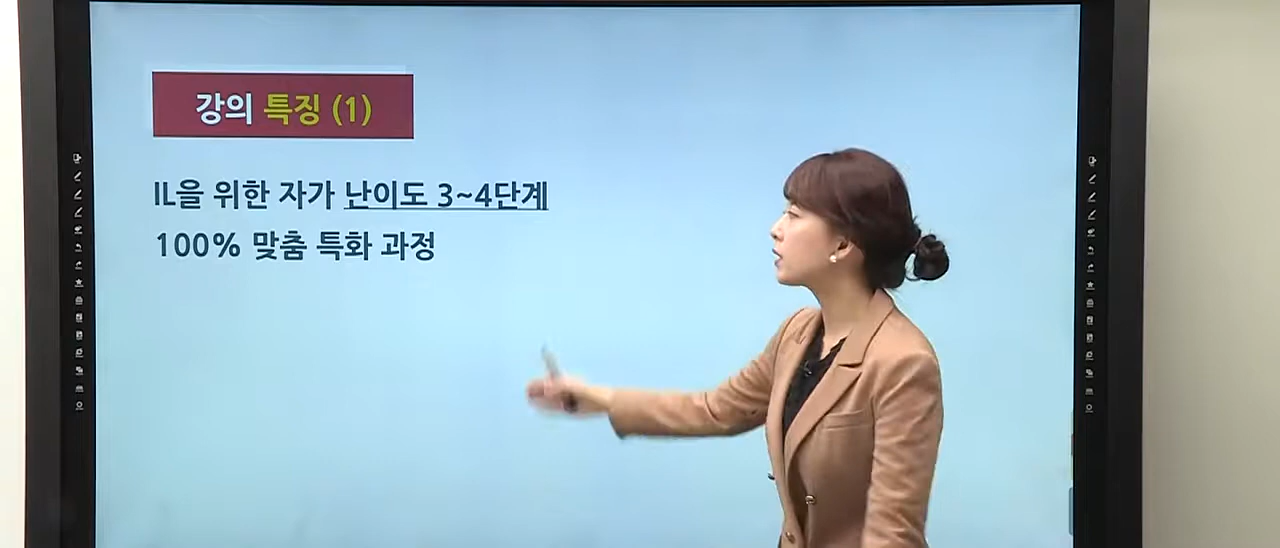 강의 특징 (1)
IL을 위한 자가 난이도 3~4단계
100% 맞춤 특화 과정